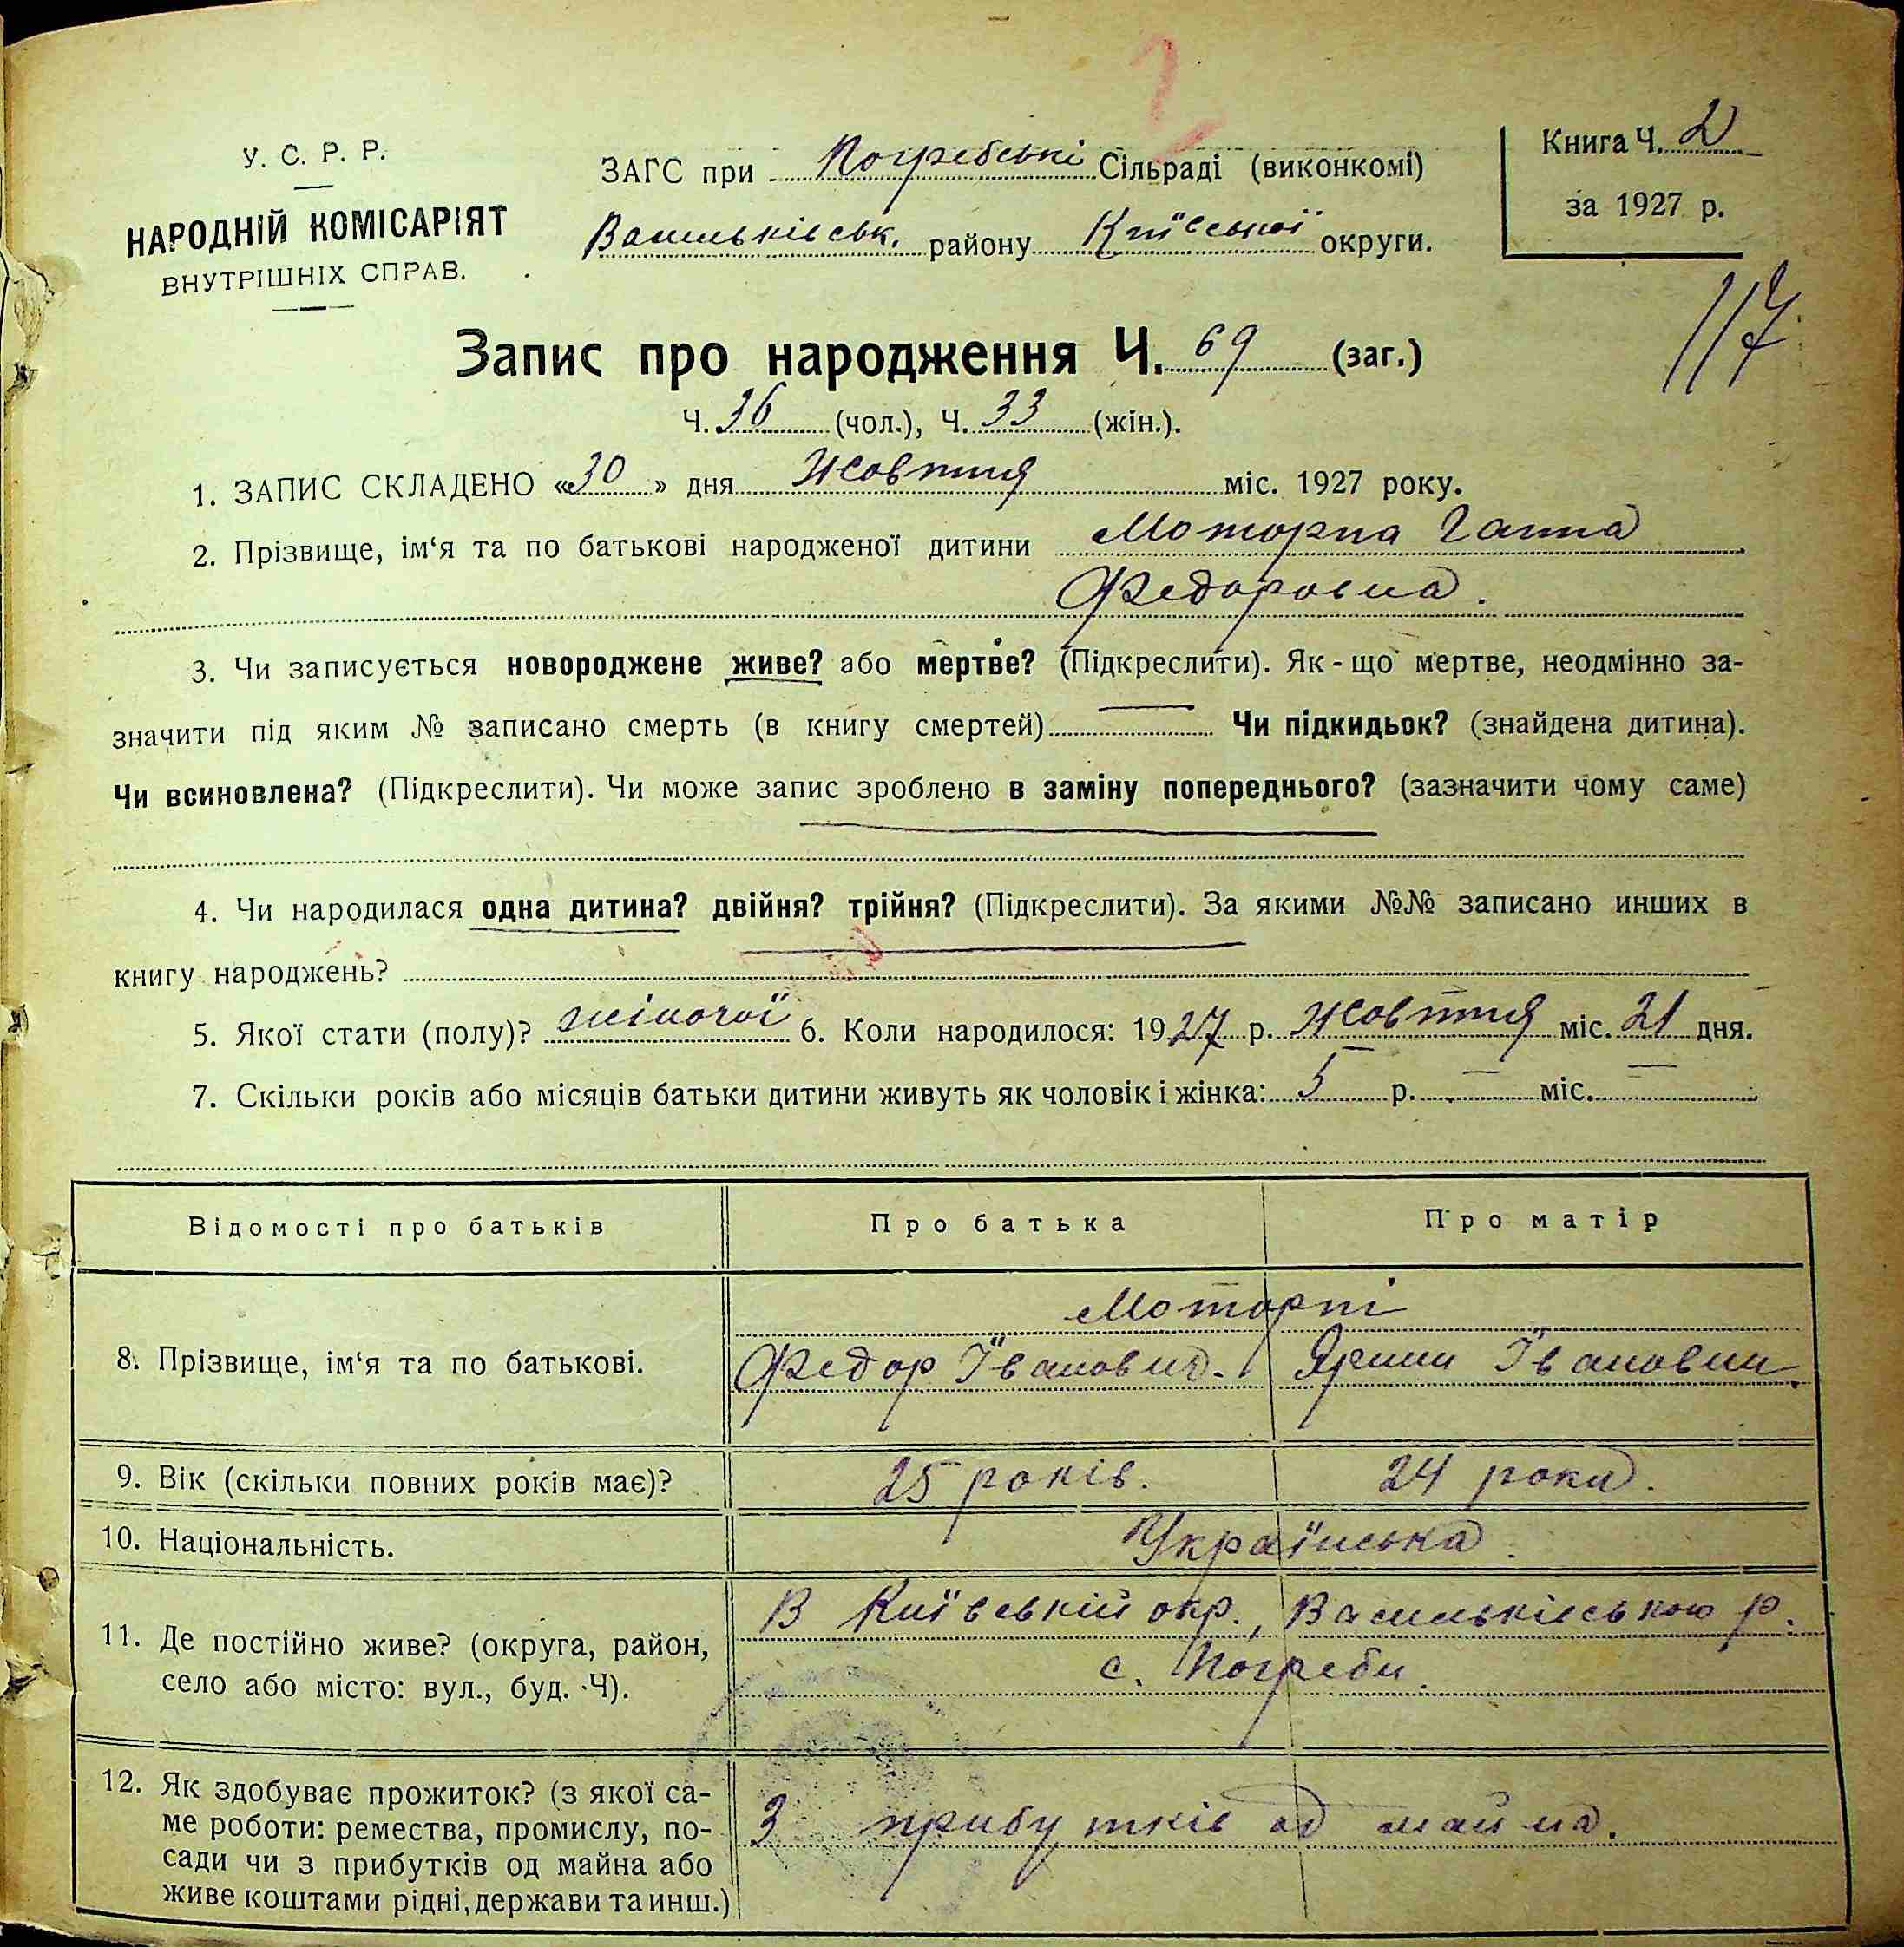 2
У. С. Р. Р.
НАРОДНІЙ КОМІСАРІЯТ
ВНУТРІШНІХ СПРАВ.
ЗАГС при Погребські Сільраді (виконкомі)
Васильківськ. району Київської округи.
Книга Ч. 2
за 1927 р.
117
Запис про народження Ч. 69 (заг.)
Ч. 36 (чол.), Ч. 33 (жін.).
1. ЗАПИС СКЛАДЕНО «30» дня Жовтня міс. 1927 року.
2. Прізвище, ім‘я та по батькові народженої дитини Моторна Ганна
Федоровна.
3. Чи записується новороджене живе? або мертве? (Підкреслити). Як-що мертве, неодмінно за-
значити під яким № записано смерть (в книгу смертей) — Чи підкидьок? (знайдена дитина).
Чи всиновлена? (Підкреслити). Чи може запис зроблено в заміну попереднього? (зазначити чому саме)
4. Чи народилася одна дитина? двійня? трійня? (Підкреслити). За якими №№ записано инших в
книгу народжень?
5. Якої стати (полу)? жіночої 6. Коли народилося: 1927 р. Жовтня міс. 21 дня.
7. Скільки років або місяців батьки дитини живуть як чоловік і жінка: 5 р. — міс. —
Відомості про батьків Про батька Про матір
Моторні
8. Прізвище, ім‘я та по батькові. Федор Їванович. Ярини Ївановни.
9. Вік (скільки повних років має)? 25 років. 24 роки.
10. Національність. Українська.
В Київській окр., Васильківською р.
11. Де постійно живе? (округа, район,
село або місто: вул., буд. Ч). с. Погреби.
12. Як здобуває прожиток? (з якої са-
ме роботи: ремества, промислу, по- З прибутків од майна.
сади чи з прибутків од майна або
живе коштами рідні, держави та инш.)